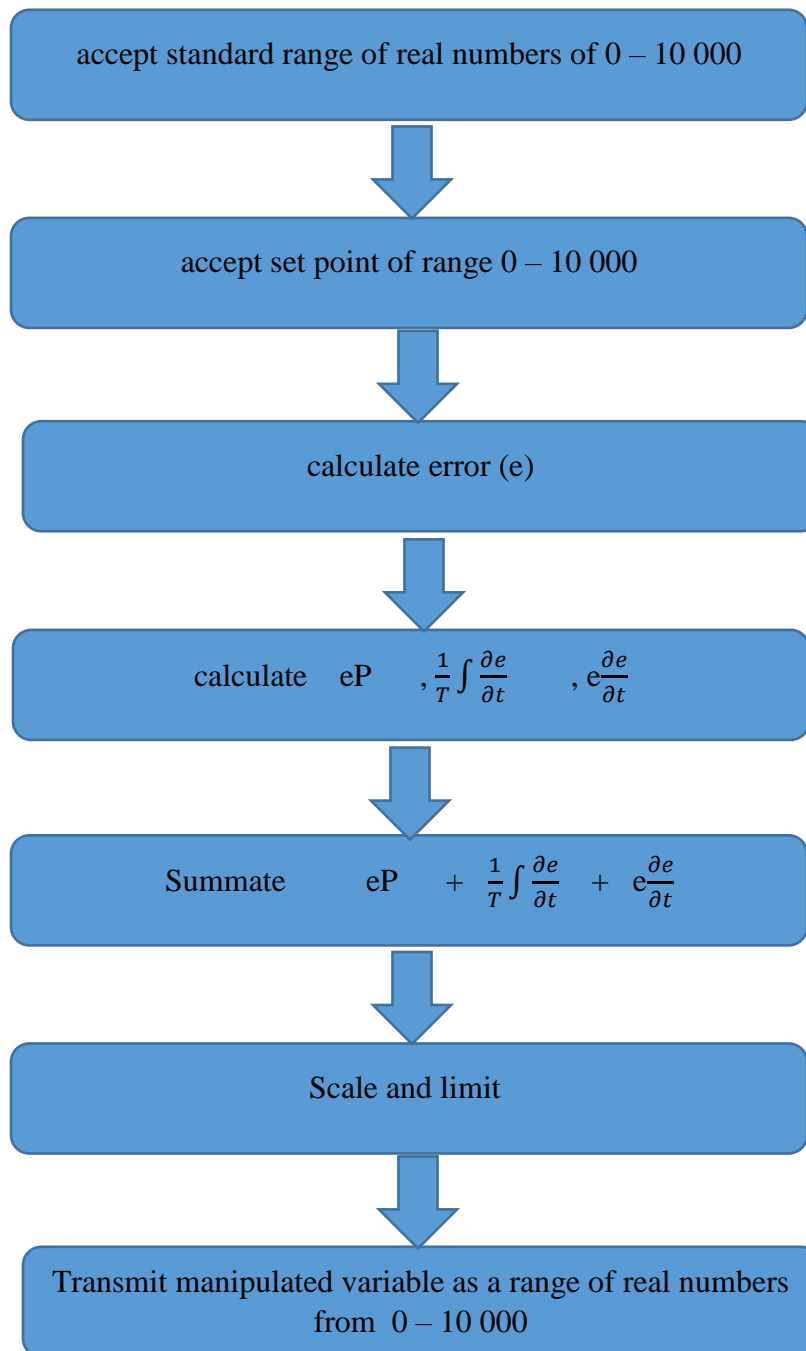 accept standard range of real numbers of 0 – 10 000
accept set point of range 0 – 10 000
calculate error (e)
calculate eP , 1/T ∫ ∂e/∂t , e ∂e/∂t
Summate eP + 1/T ∫ ∂e/∂t + e ∂e/∂t
Scale and limit
Transmit manipulated variable as a range of real numbers
from 0 – 10 000